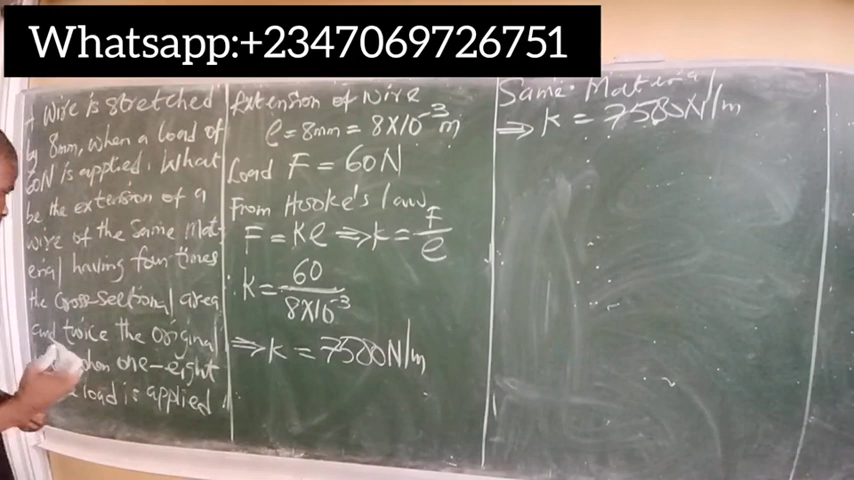 Whatsapp:+2347069726751
A Wire is stretched
by 8mm, when a load of
60N is applied. What
be the extension of a
wire of the same mat-
erial having four times
the cross-sectional area
and twice the original
when one-eight
load is applied
Extension of Wire
e = 8mm = 8X10⁻³m
Load F = 60N
From Hooke's law
F = Ke ⇒ k = F/e
∴ K = 60/8X10⁻³
⇒ k = 7500N/m
Same Material
⇒ K = 7500N/m